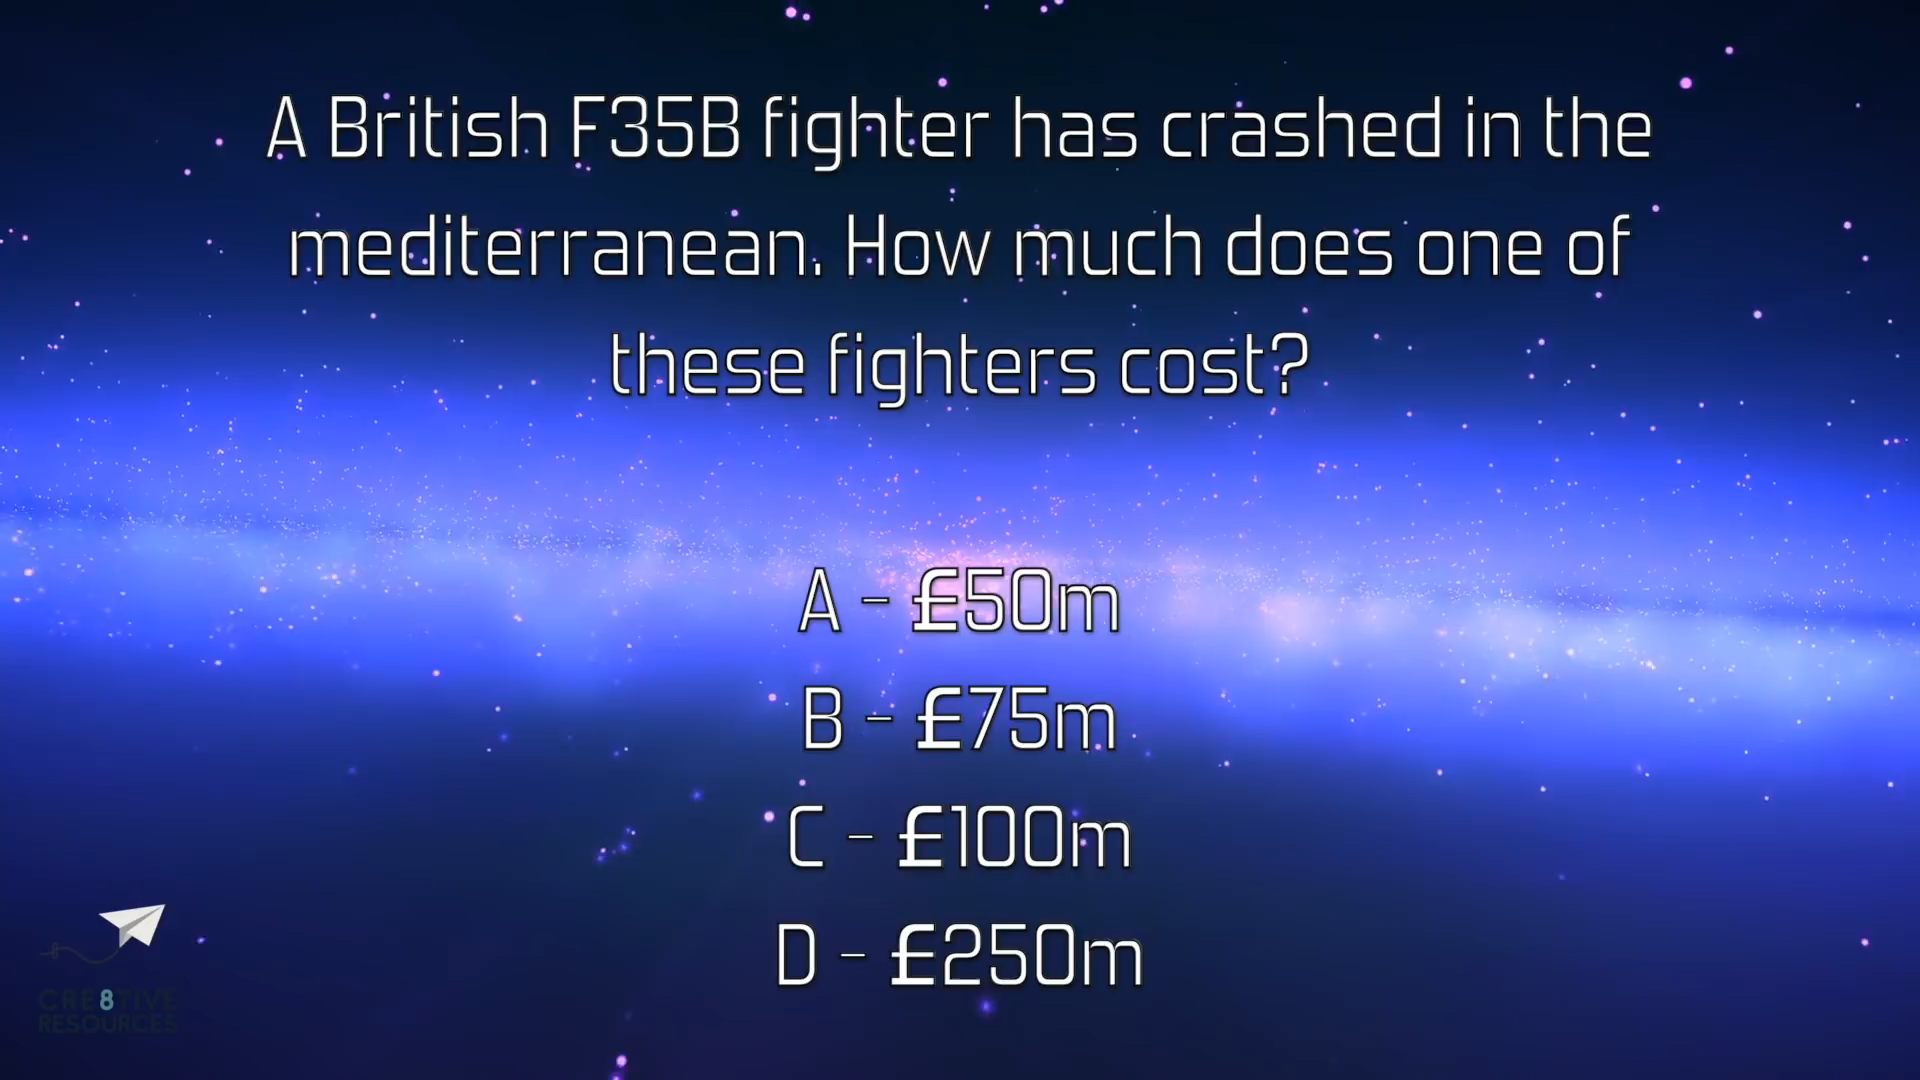 A British F35B fighter has crashed in the
mediterranean. How much does one of
these fighters cost?
A - £50m
B - £75m
C - £100m
D - £250m
CRE8TIVE
RESOURCES